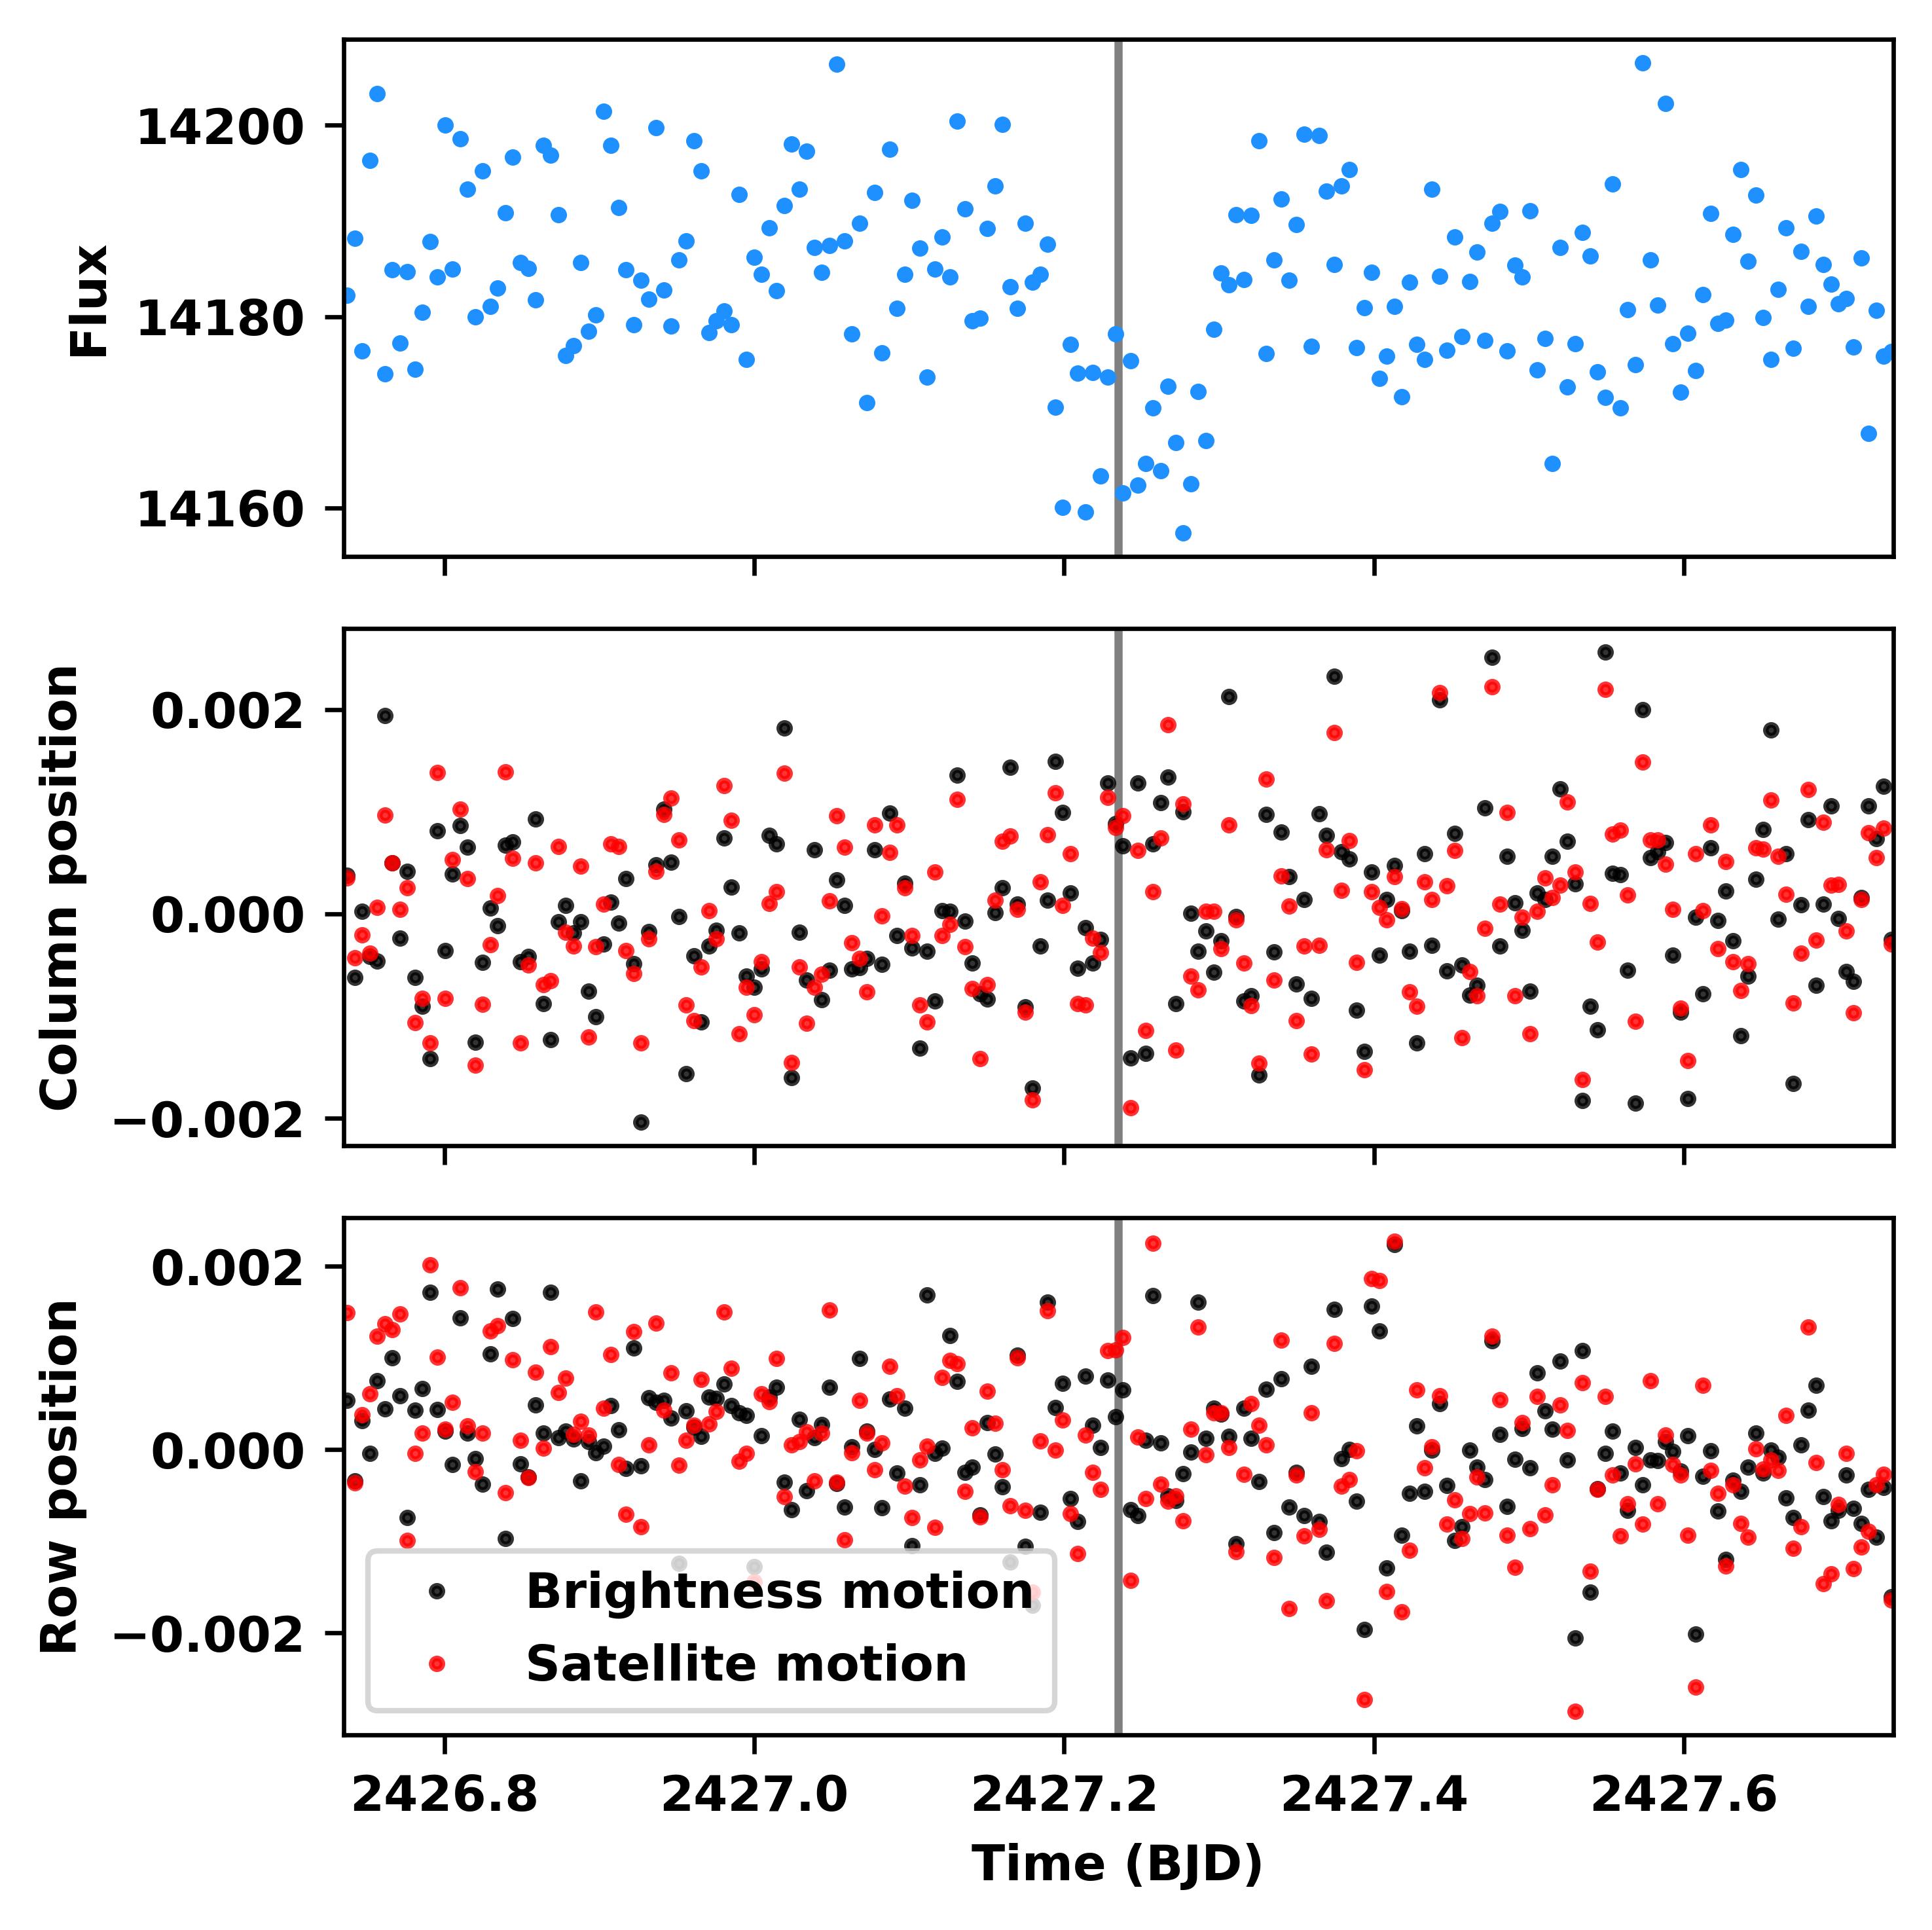 Flux
14200
14180
14160
Column position
0.002
0.000
−0.002
Row position
0.002
0.000
−0.002
Brightness motion
Satellite motion
2426.8 2427.0 2427.2 2427.4 2427.6
Time (BJD)